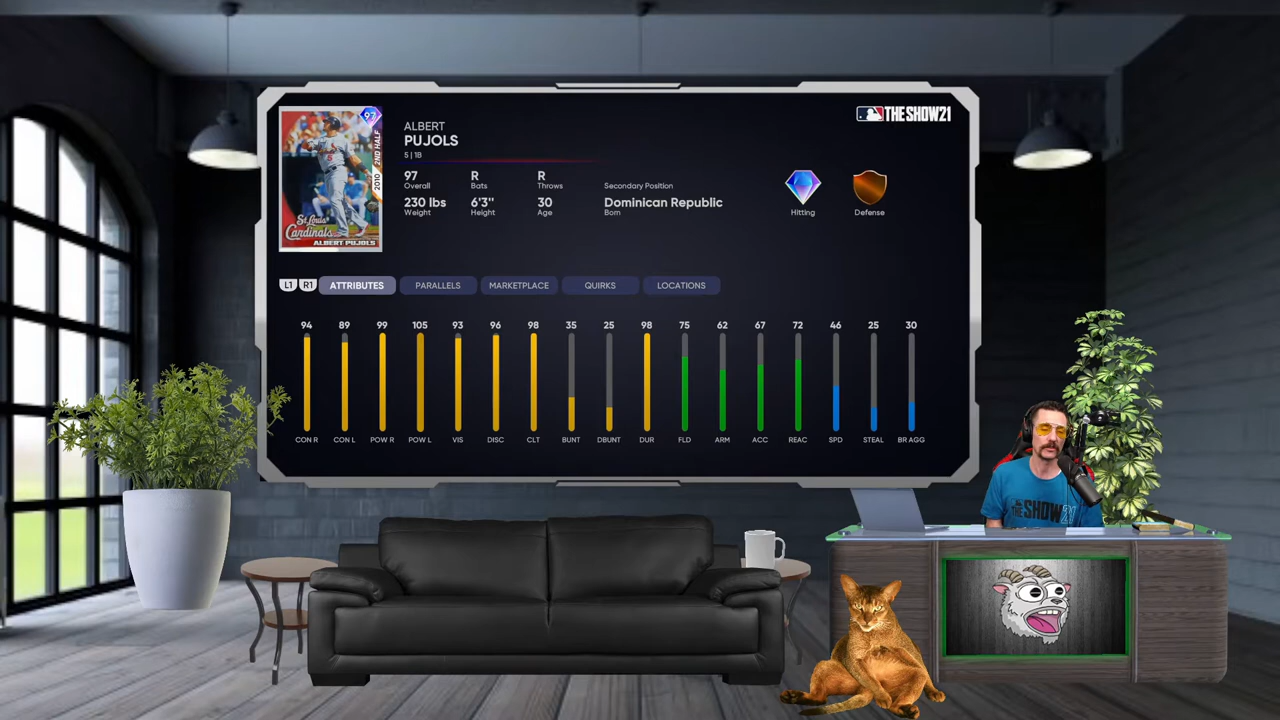 97
2010 2ND HALF
St. Louis
Cardinals
ALBERT PUJOLS
ALBERT
PUJOLS
5 | 1B
97
Overall
R
Bats
R
Throws
Secondary Position
230 lbs
Weight
6'3''
Height
30
Age
Dominican Republic
Born
THE SHOW21
Hitting
Defense
L1 R1 ATTRIBUTES PARALLELS MARKETPLACE QUIRKS LOCATIONS
94 89 99 105 93 96 98 35 25 98 75 62 67 72 46 25 30
CON R CON L POW R POW L VIS DISC CLT BUNT DBUNT DUR FLD ARM ACC REAC SPD STEAL BR AGG
THE SHOW 21